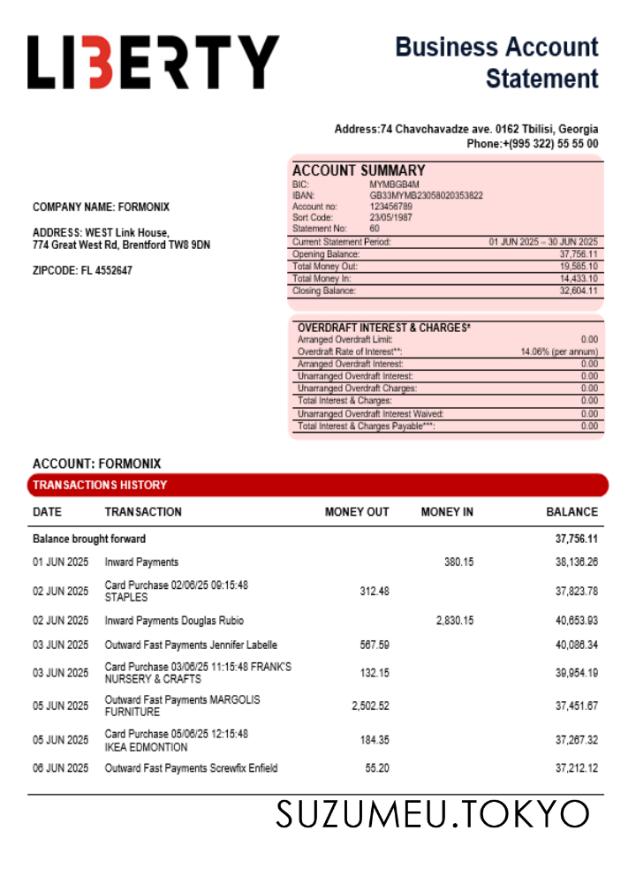 LIBERTY
Business Account
Statement
Address:74 Chavchavadze ave. 0162 Tbilisi, Georgia
Phone:+(995 322) 55 55 00
COMPANY NAME: FORMONIX
ADDRESS: WEST Link House,
774 Great West Rd, Brentford TW8 9DN
ZIPCODE: FL 4552647
ACCOUNT SUMMARY
BIC: MYMBGB4M
IBAN: GB33MYMB23058020353822
Account no: 123456789
Sort Code: 23/05/1987
Statement No: 60
Current Statement Period: 01 JUN 2025 – 30 JUN 2025
Opening Balance: 37,756.11
Total Money Out: 19,585.10
Total Money In: 14,433.10
Closing Balance: 32,604.11
OVERDRAFT INTEREST & CHARGES*
Arranged Overdraft Limit: 0.00
Overdraft Rate of Interest**: 14.06% (per annum)
Arranged Overdraft Interest: 0.00
Unarranged Overdraft Interest: 0.00
Unarranged Overdraft Charges: 0.00
Total Interest & Charges: 0.00
Unarranged Overdraft Interest Waived: 0.00
Total Interest & Charges Payable***: 0.00
ACCOUNT: FORMONIX
TRANSACTIONS HISTORY
DATE TRANSACTION MONEY OUT MONEY IN BALANCE
Balance brought forward 37,756.11
01 JUN 2025 Inward Payments 380.15 38,136.26
02 JUN 2025 Card Purchase 02/06/25 09:15:48 312.48 37,823.78
STAPLES
02 JUN 2025 Inward Payments Douglas Rubio 2,830.15 40,653.93
03 JUN 2025 Outward Fast Payments Jennifer Labelle 567.59 40,086.34
03 JUN 2025 Card Purchase 03/06/25 11:15:48 FRANK'S 132.15 39,954.19
NURSERY & CRAFTS
05 JUN 2025 Outward Fast Payments MARGOLIS 2,502.52 37,451.67
FURNITURE
05 JUN 2025 Card Purchase 05/06/25 12:15:48 184.35 37,267.32
IKEA EDMONTION
06 JUN 2025 Outward Fast Payments Screwfix Enfield 55.20 37,212.12
SUZUMEU.TOKYO